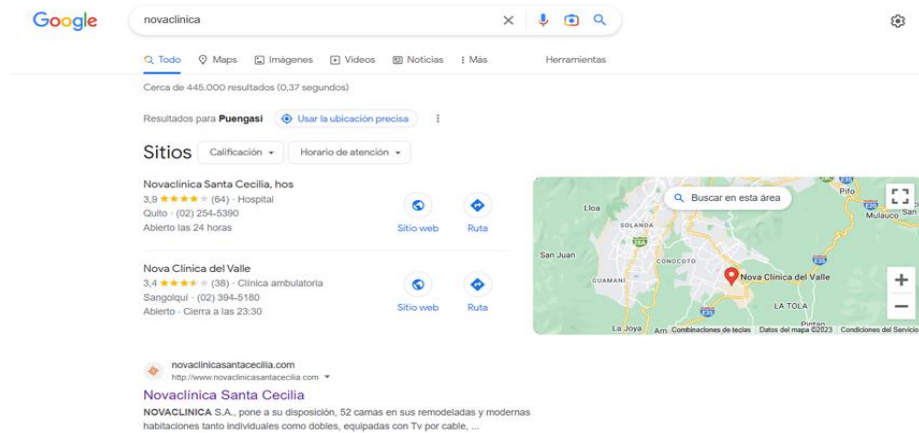 Google
novaclinica
Todo Maps Imágenes Videos Noticias Más Herramientas
Cerca de 445.000 resultados (0,37 segundos)
Resultados para Puengasi Usar la ubicación precisa
Sitios Calificación Horario de atención
Novaclinica Santa Cecilia, hos
3,9 (64) · Hospital
Quito · (02) 254-5390
Abierto las 24 horas
Sitio web Ruta
Nova Clinica del Valle
3,4 (38) · Clínica ambulatoria
Sangolquí · (02) 394-5180
Abierto · Cierra a las 23:30
Sitio web Ruta
Buscar en esta área
Pifo
Lloa
Mulauco San
SOLANDA
E35
San Juan
CONOCOTO
E35
GUAMANI
Nova Clinica del Valle
LA TOLA
E35
La Joya Am Pintag
Combinaciones de teclas Datos del mapa ©2023 Condiciones del Servicio
novaclinicasantacecilia.com
http://www.novaclinicasantacecilia.com
Novaclínica Santa Cecilia
NOVACLINICA S.A., pone a su disposición, 52 camas en sus remodeladas y modernas
habitaciones tanto individuales como dobles, equipadas con Tv por cable, ...